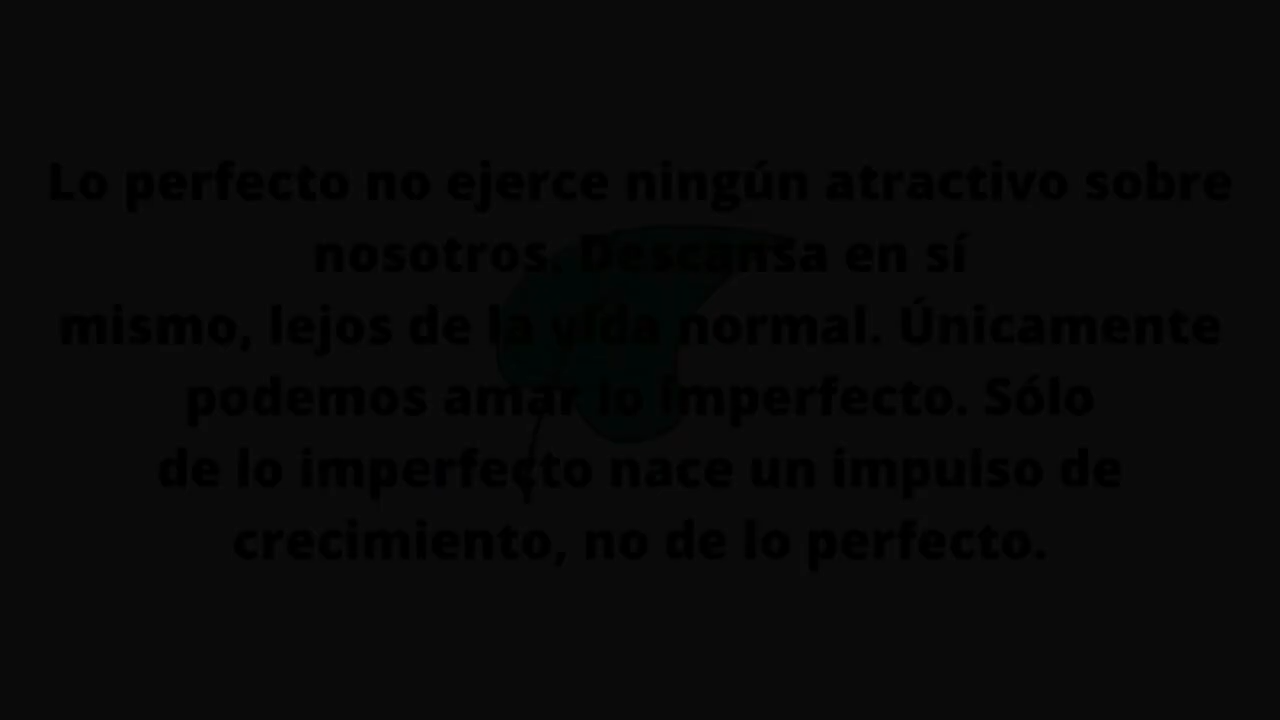 Lo perfecto no ejerce ningún atractivo sobre
nosotros. Descansa en sí
mismo, lejos de la vida normal. Únicamente
podemos amar lo imperfecto. Sólo
de lo imperfecto nace un impulso de
crecimiento, no de lo perfecto.